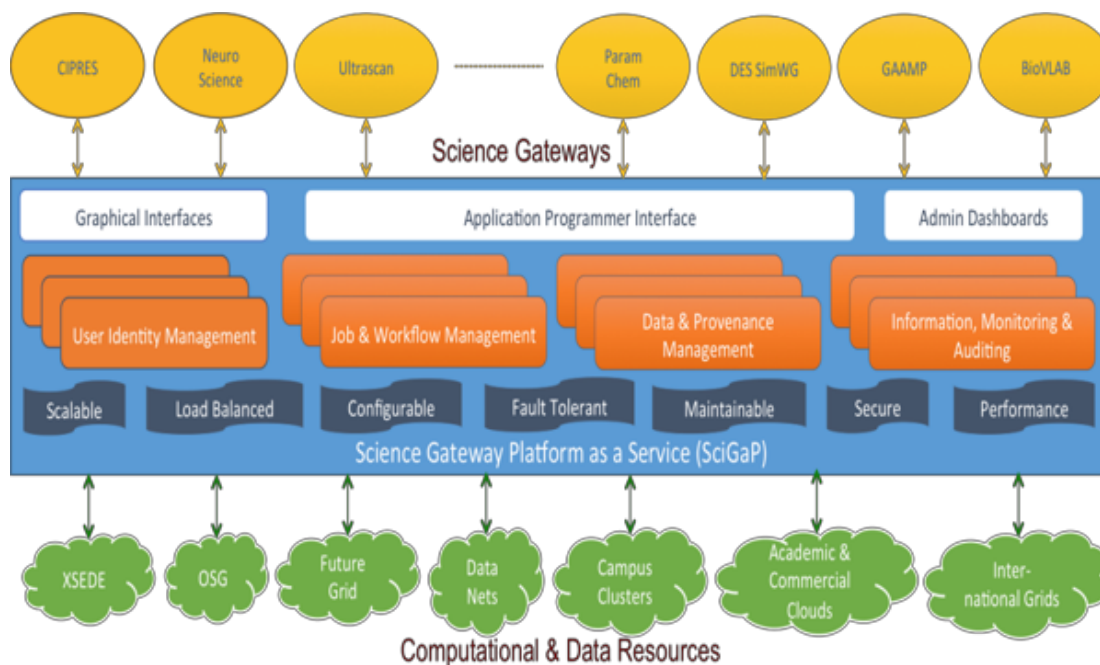 CIPRES
Neuro
Science
Ultrascan
Param
Chem
DES SimWG
GAAMP
BioVLAB
Science Gateways
Graphical Interfaces
Application Programmer Interface
Admin Dashboards
User Identity Management
Job & Workflow Management
Data & Provenance
Management
Information, Monitoring &
Auditing
Scalable
Load Balanced
Configurable
Fault Tolerant
Maintainable
Secure
Performance
Science Gateway Platform as a Service (SciGaP)
XSEDE
OSG
Future
Grid
Data
Nets
Campus
Clusters
Academic &
Commercial
Clouds
Inter-
national Grids
Computational & Data Resources